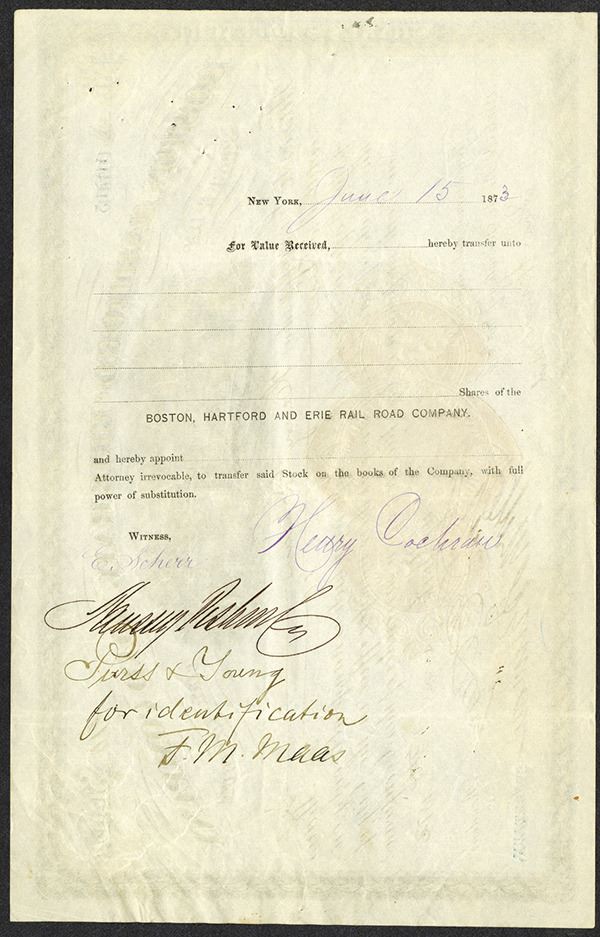 New York, June 15 1873
For Value Received, hereby transfer unto
Shares of the
BOSTON, HARTFORD AND ERIE RAIL ROAD COMPANY.
and hereby appoint
Attorney irrevocable, to transfer said Stock on the books of the Company, with full
power of substitution.
Witness,
Henry Cochran
E. Scherr
Purss & Young
for identification
F. M. Maas